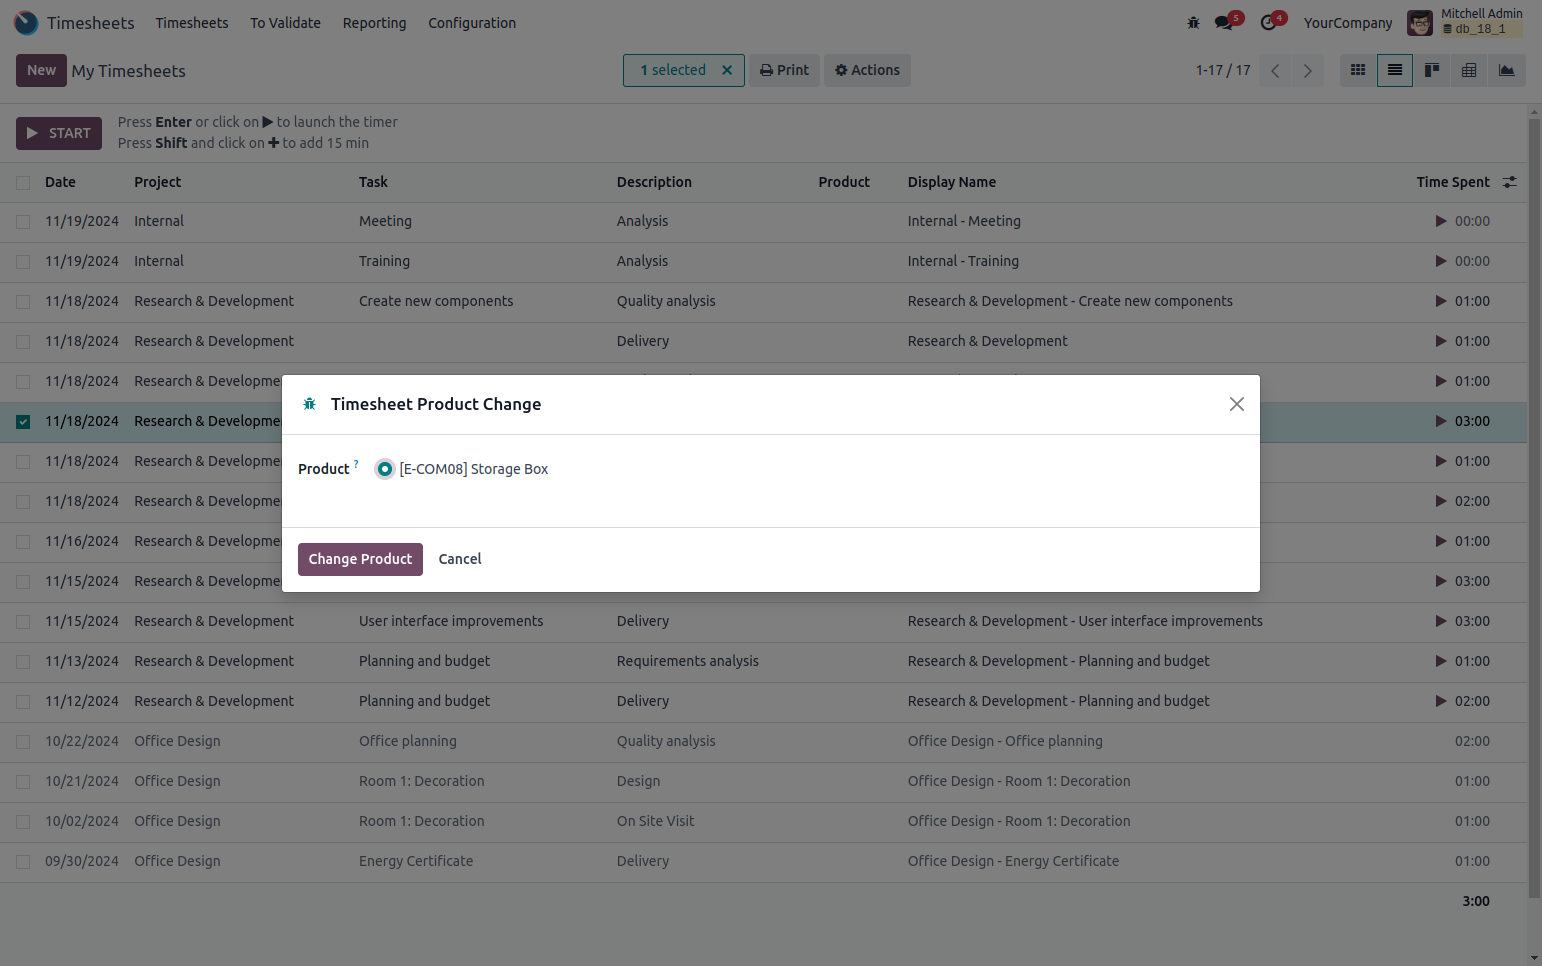 Timesheets Timesheets To Validate Reporting Configuration 5 4 YourCompany Mitchell Admin
db_18_1
New My Timesheets 1 selected Print Actions 1-17 / 17
START Press Enter or click on to launch the timer
Press Shift and click on to add 15 min
Date Project Task Description Product Display Name Time Spent
11/19/2024 Internal Meeting Analysis Internal - Meeting 00:00
11/19/2024 Internal Training Analysis Internal - Training 00:00
11/18/2024 Research & Development Create new components Quality analysis Research & Development - Create new components 01:00
11/18/2024 Research & Development Delivery Research & Development 01:00
11/18/2024 Research & 01:00
Timesheet Product Change
11/18/2024 Research & 03:00
11/18/2024 Research & 01:00
Product ? [E-COM08] Storage Box
11/18/2024 Research & 02:00
11/16/2024 Research & 01:00
Change Product Cancel
11/15/2024 Research & 03:00
11/15/2024 Research & Development User interface improvements Delivery Research & Development - User interface improvements 03:00
11/13/2024 Research & Development Planning and budget Requirements analysis Research & Development - Planning and budget 01:00
11/12/2024 Research & Development Planning and budget Delivery Research & Development - Planning and budget 02:00
10/22/2024 Office Design Office planning Quality analysis Office Design - Office planning 02:00
10/21/2024 Office Design Room 1: Decoration Design Office Design - Room 1: Decoration 01:00
10/02/2024 Office Design Room 1: Decoration On Site Visit Office Design - Room 1: Decoration 01:00
09/30/2024 Office Design Energy Certificate Delivery Office Design - Energy Certificate 01:00
3:00